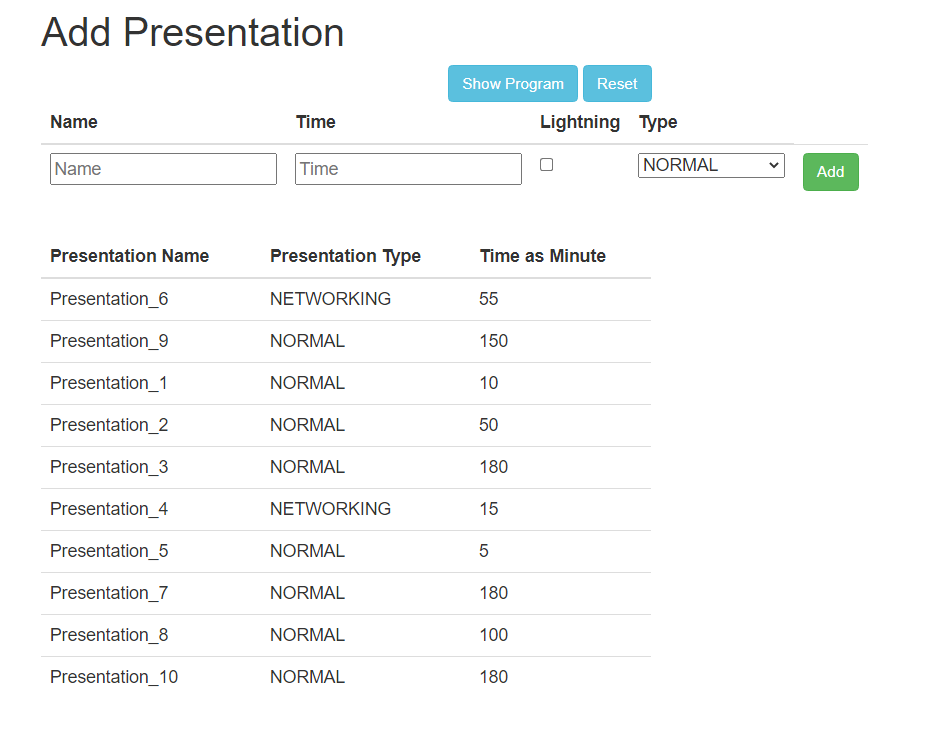 Add Presentation
Show Program Reset
Name Time Lightning Type
Name Time NORMAL Add
Presentation Name Presentation Type Time as Minute
Presentation_6 NETWORKING 55
Presentation_9 NORMAL 150
Presentation_1 NORMAL 10
Presentation_2 NORMAL 50
Presentation_3 NORMAL 180
Presentation_4 NETWORKING 15
Presentation_5 NORMAL 5
Presentation_7 NORMAL 180
Presentation_8 NORMAL 100
Presentation_10 NORMAL 180